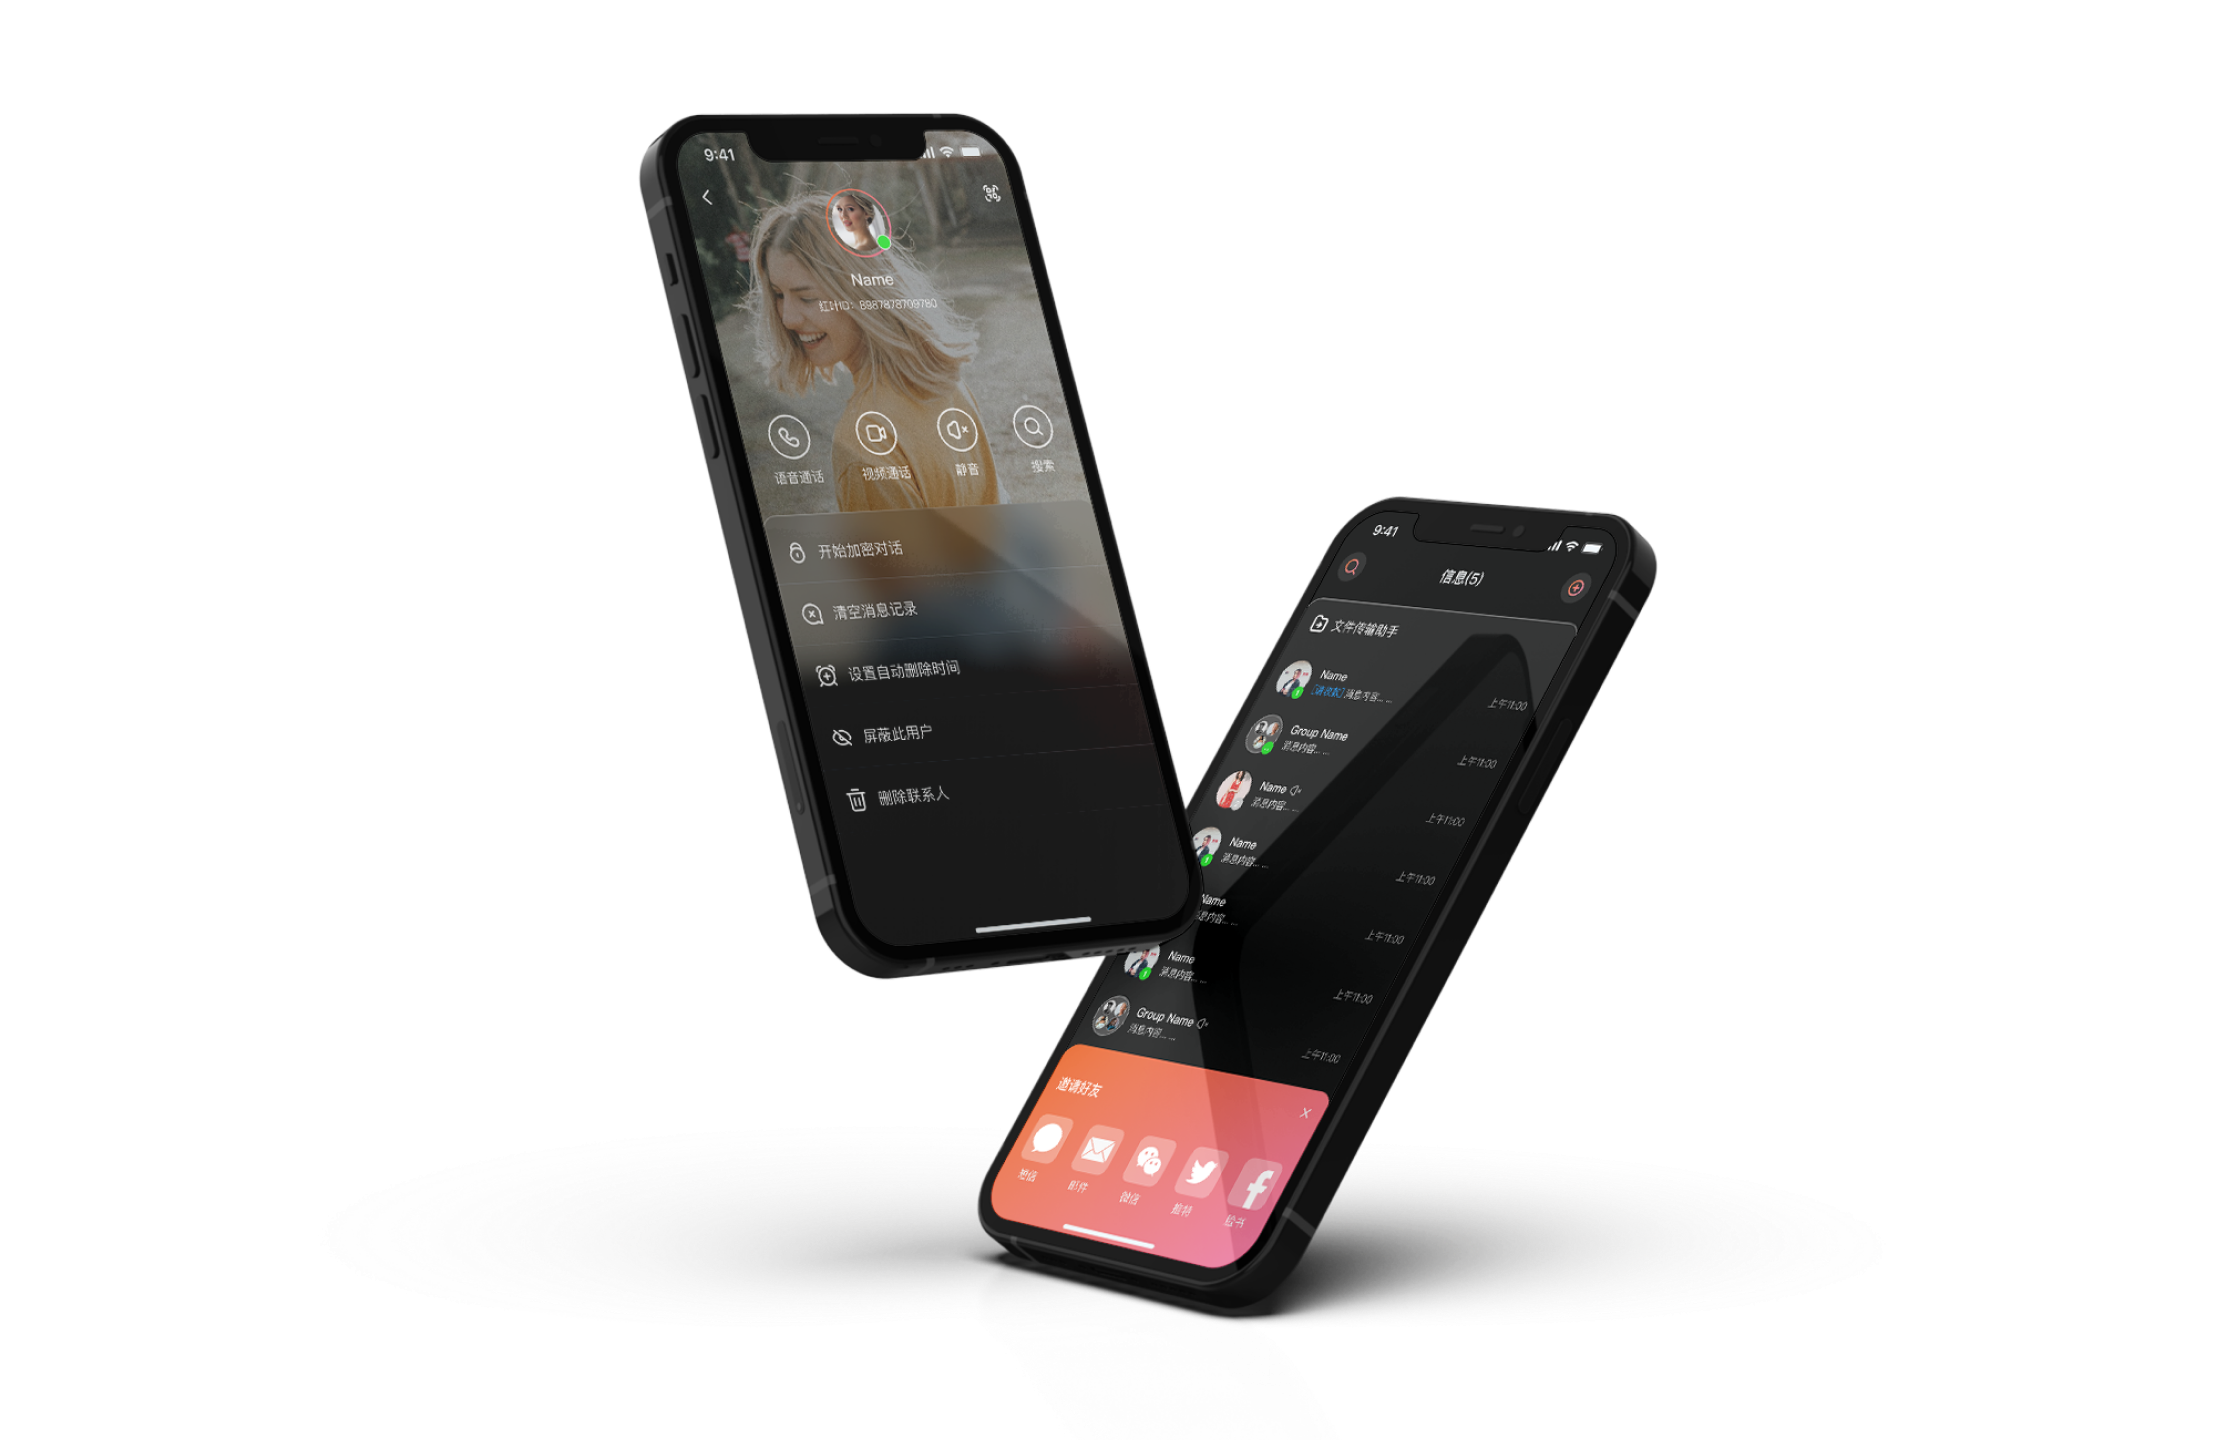 9:41
Name
红叶ID：8987878709780
语音通话
视频通话
静音
搜索
开始加密对话
清空消息记录
设置自动删除时间
屏蔽此用户
删除联系人
9:41
信息(5)
文件传输助手
Name
[请收款] 消息内容... ...
上午11:00
Group Name
消息内容... ...
上午11:00
Name
消息内容... ...
上午11:00
Name
消息内容... ...
上午11:00
Name
消息内容... ...
上午11:00
Name
消息内容... ...
上午11:00
Group Name
消息内容... ...
上午11:00
邀请好友
短信
邮件
微信
推特
脸书